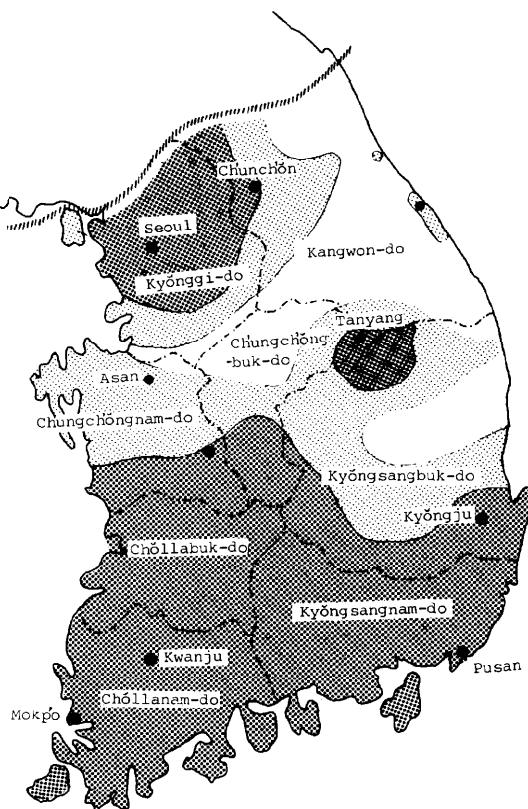 Chunchŏn
Seoul
Kangwon-do
Kyŏnggi-do
Tanyang
Chungchŏng
-buk-do
Asan
Chungchŏngnam-do
Kyŏngsangbuk-do
Kyŏngju
Chŏllabuk-do
Kyŏngsangnam-do
Kwanju
Pusan
Chŏllanam-do
Mokpo